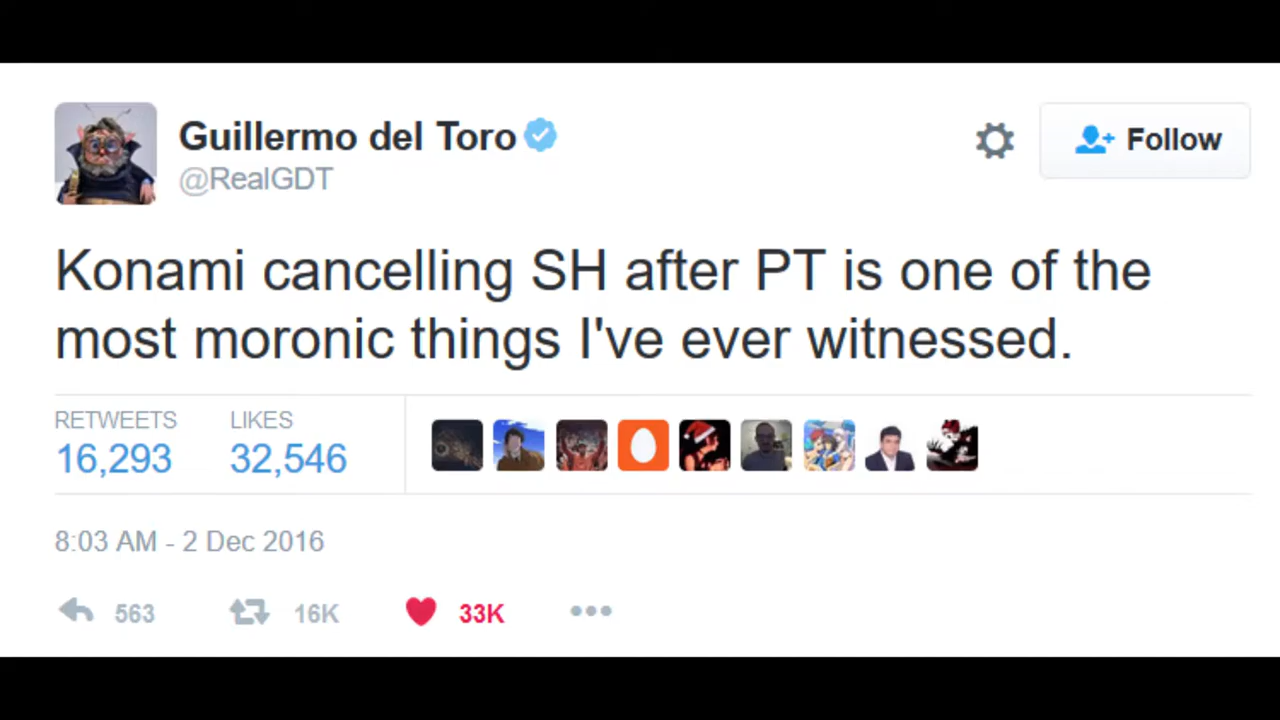 Guillermo del Toro
@RealGDT
Follow
Konami cancelling SH after PT is one of the
most moronic things I've ever witnessed.
RETWEETS LIKES
16,293 32,546
8:03 AM - 2 Dec 2016
563 16K 33K